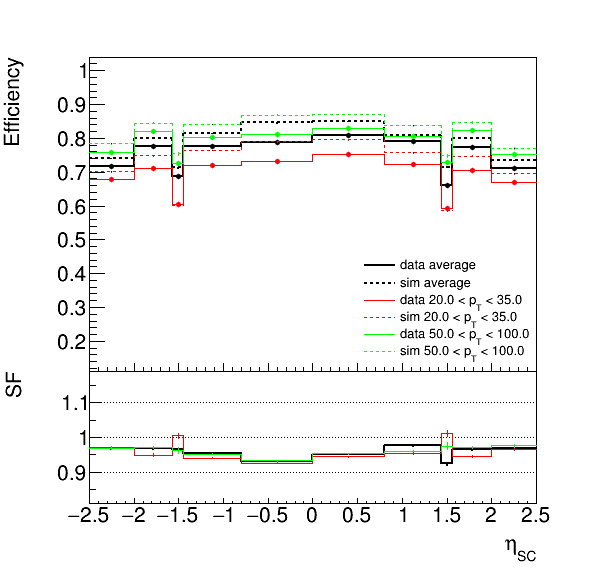 Efficiency
1
0.9
0.8
0.7
0.6
0.5
0.4
0.3
0.2
data average
sim average
data 20.0 < p_T < 35.0
sim 20.0 < p_T < 35.0
data 50.0 < p_T < 100.0
sim 50.0 < p_T < 100.0
SF
1.1
1
0.9
−2.5 −2 −1.5 −1 −0.5 0 0.5 1 1.5 2 2.5
η_SC